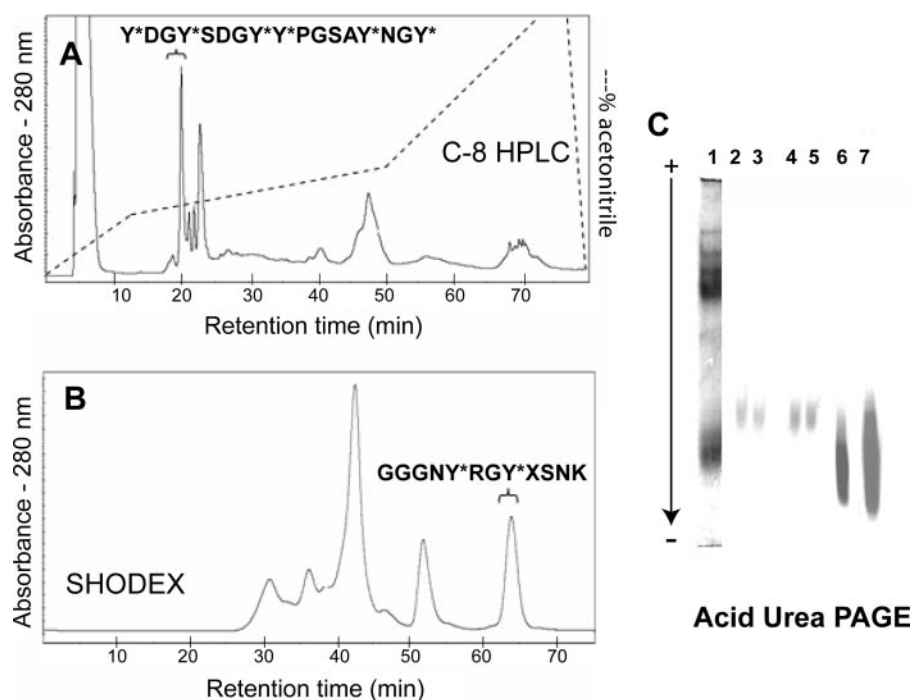 Y*DGY*SDGY*Y*PGSAY*NGY*
A
Absorbance - 280 nm
---% acetonitrile
C-8 HPLC
10 20 30 40 50 60 70
Retention time (min)
B
Absorbance - 280 nm
GGGNY*RGY*XSNK
SHODEX
10 20 30 40 50 60 70
Retention time (min)
C
1 2 3 4 5 6 7
+
-
Acid Urea PAGE